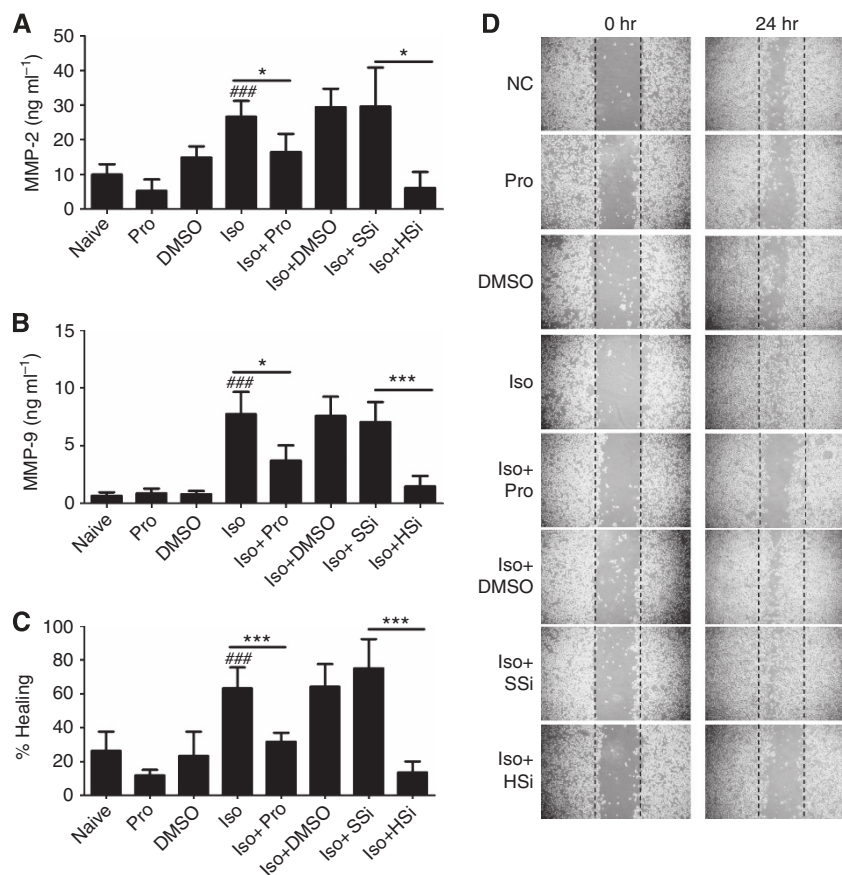 A
MMP-2 (ng ml⁻¹)
50
40
30
20
10
0
*
###
*
Naive
Pro
DMSO
Iso
Iso+ Pro
Iso+DMSO
Iso+ SSi
Iso+HSi
B
MMP-9 (ng ml⁻¹)
15
10
5
0
*
###
***
Naive
Pro
DMSO
Iso
Iso+ Pro
Iso+DMSO
Iso+ SSi
Iso+HSi
C
% Healing
100
80
60
40
20
0
***
###
***
Naive
Pro
DMSO
Iso
Iso+ Pro
Iso+DMSO
Iso+ SSi
Iso+HSi
D
0 hr
24 hr
NC
Pro
DMSO
Iso
Iso+
Pro
Iso+
DMSO
Iso+
SSi
Iso+
HSi